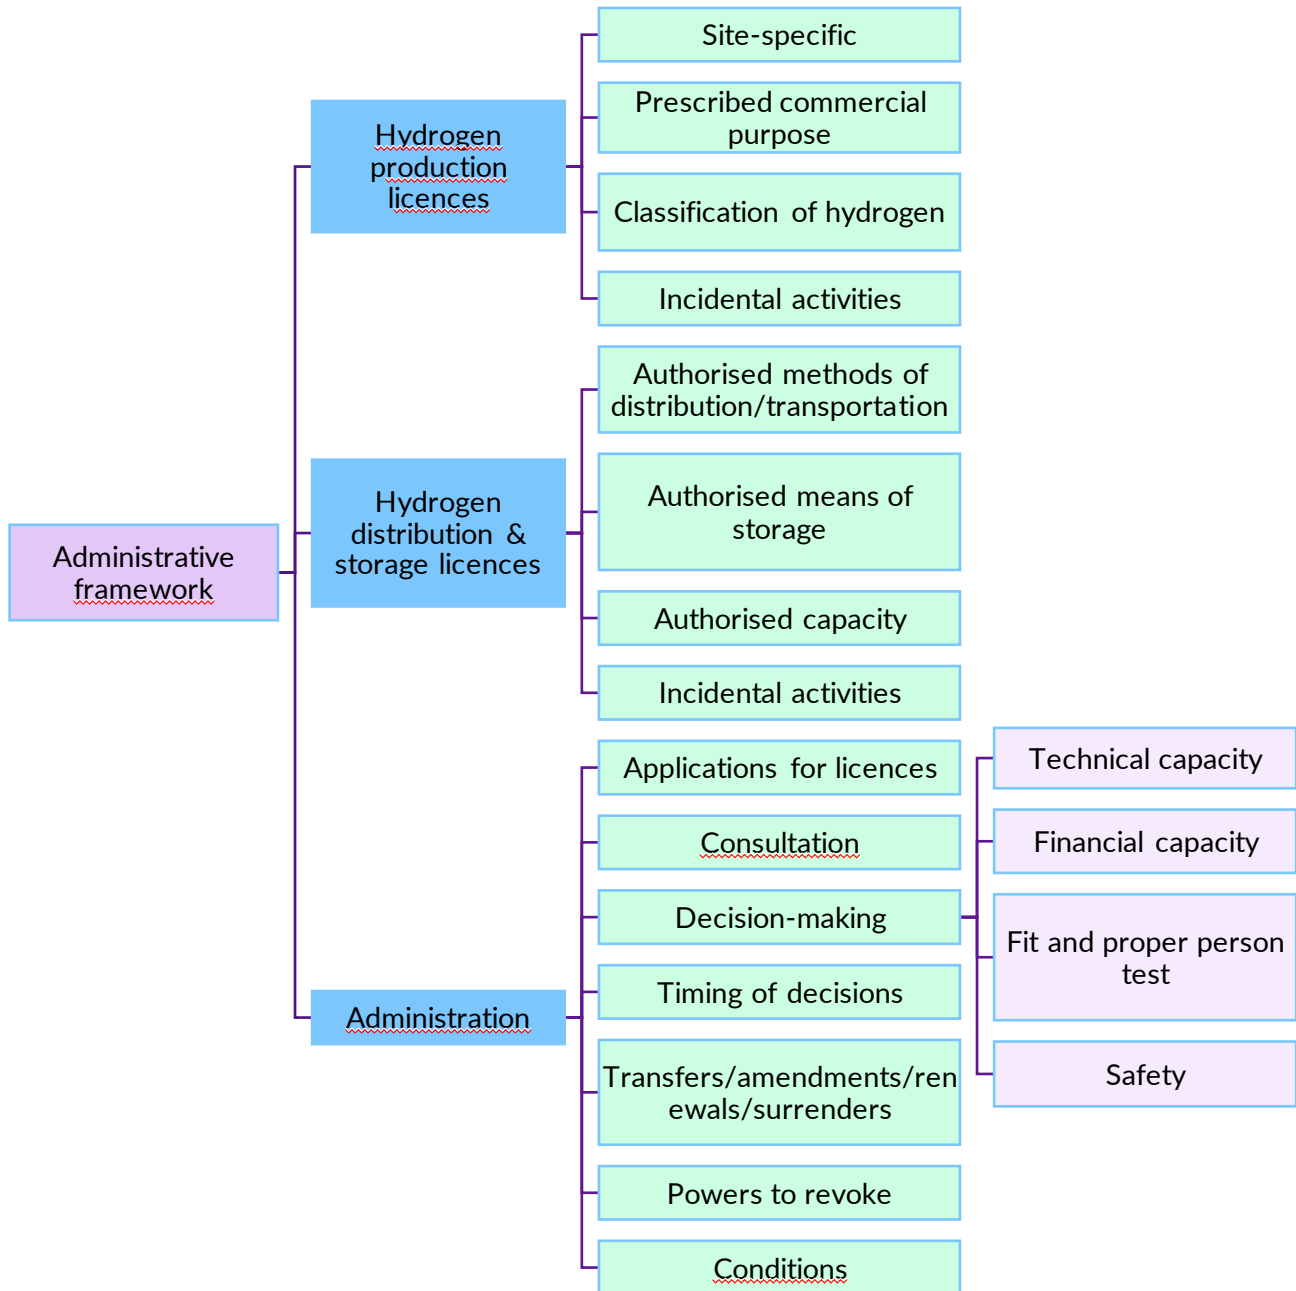 Administrative
framework
Hydrogen
production
licences
Site-specific
Prescribed commercial
purpose
Classification of hydrogen
Incidental activities
Hydrogen
distribution &
storage licences
Authorised methods of
distribution/transportation
Authorised means of
storage
Authorised capacity
Incidental activities
Administration
Applications for licences
Consultation
Decision-making
Technical capacity
Financial capacity
Fit and proper person
test
Safety
Timing of decisions
Transfers/amendments/ren
ewals/surrenders
Powers to revoke
Conditions